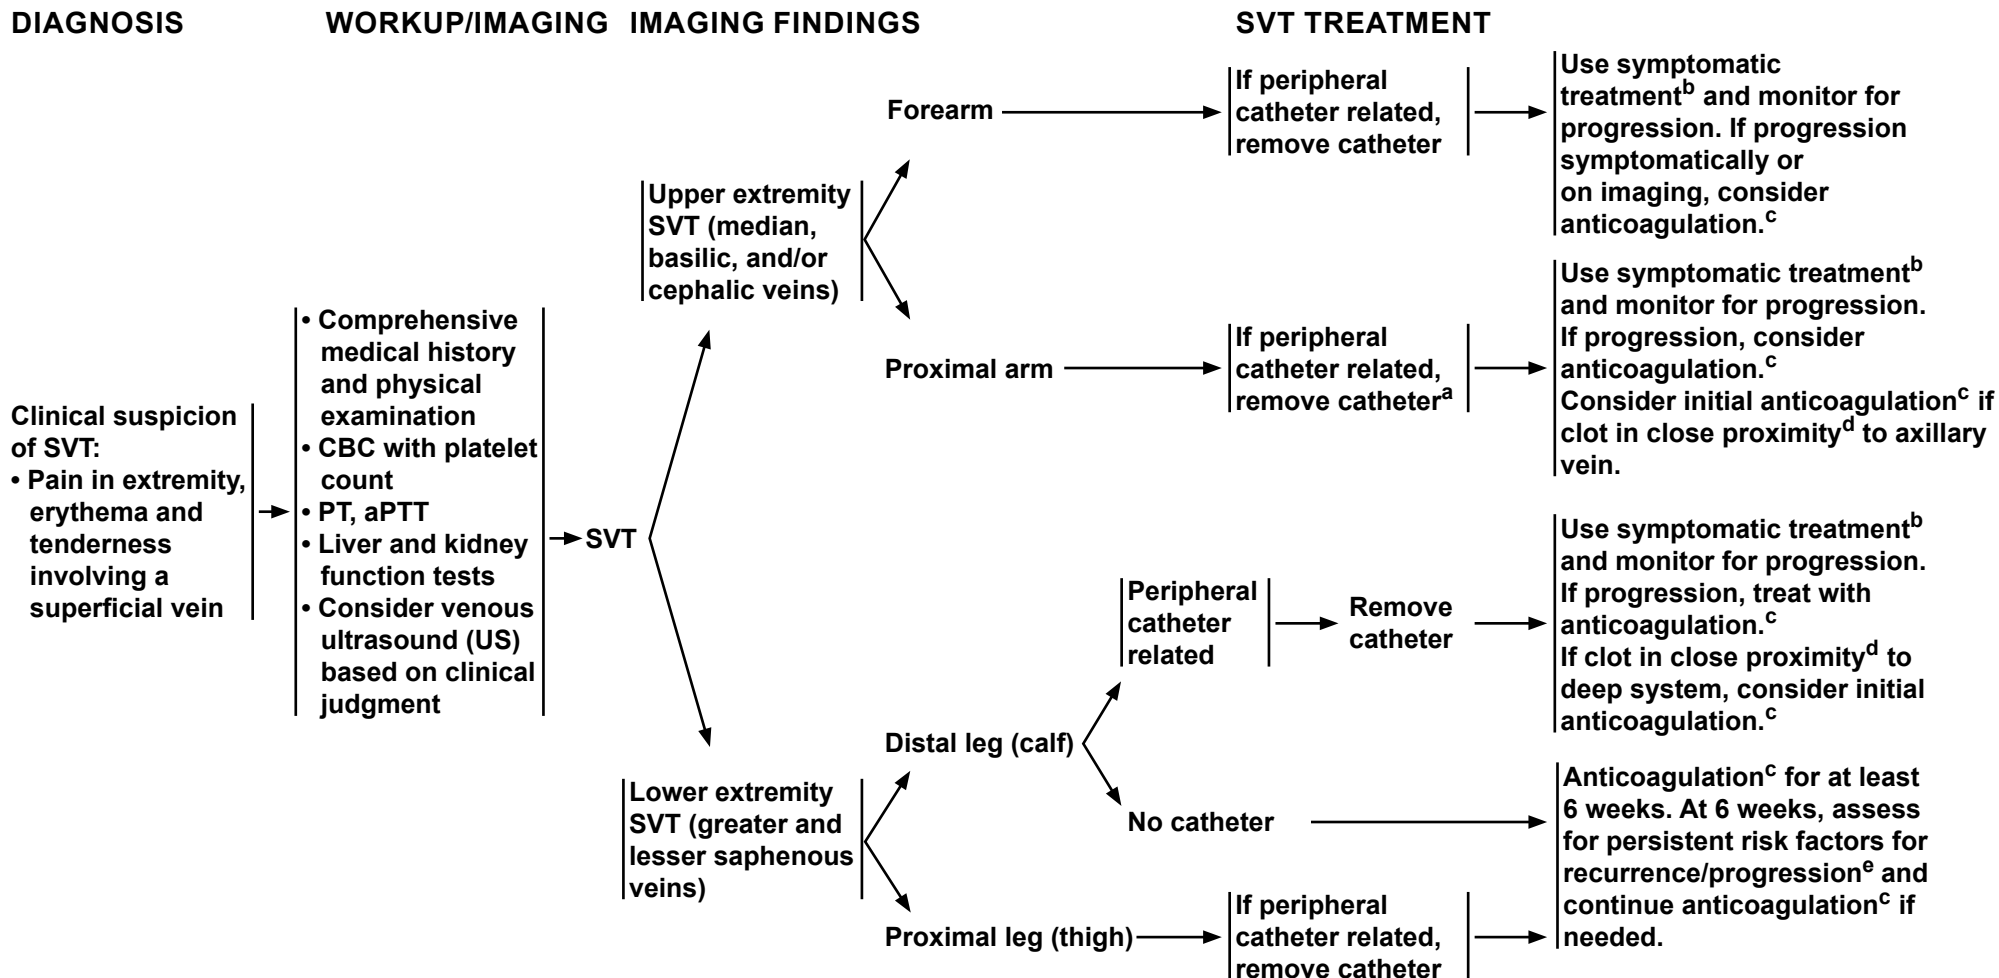 DIAGNOSIS
WORKUP/IMAGING
IMAGING FINDINGS
SVT TREATMENT
Clinical suspicion
of SVT:
• Pain in extremity,
erythema and
tenderness
involving a
superficial vein
• Comprehensive
medical history
and physical
examination
• CBC with platelet
count
• PT, aPTT
• Liver and kidney
function tests
• Consider venous
ultrasound (US)
based on clinical
judgment
SVT
Upper extremity
SVT (median,
basilic, and/or
cephalic veins)
Forearm
If peripheral
catheter related,
remove catheter
Use symptomatic
treatmentb and monitor for
progression. If progression
symptomatically or
on imaging, consider
anticoagulation.c
Proximal arm
If peripheral
catheter related,
remove cathetera
Use symptomatic treatmentb
and monitor for progression.
If progression, consider
anticoagulation.c
Consider initial anticoagulationc if
clot in close proximityd to axillary
vein.
Lower extremity
SVT (greater and
lesser saphenous
veins)
Distal leg (calf)
Peripheral
catheter
related
Remove
catheter
Use symptomatic treatmentb
and monitor for progression.
If progression, treat with
anticoagulation.c
If clot in close proximityd to
deep system, consider initial
anticoagulation.c
No catheter
Anticoagulationc for at least
6 weeks. At 6 weeks, assess
for persistent risk factors for
recurrence/progressione and
continue anticoagulationc if
needed.
Proximal leg (thigh)
If peripheral
catheter related,
remove catheter